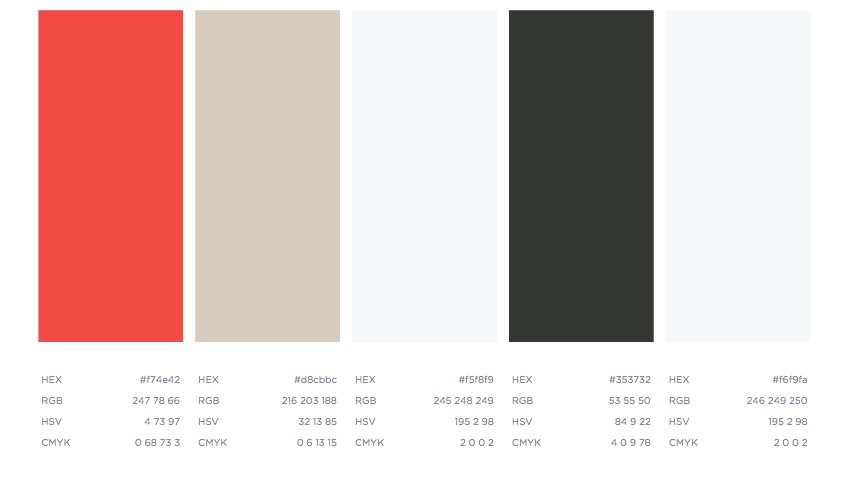 HEX #f74e42 HEX #d8cbbc HEX #f5f8f9 HEX #353732 HEX #f6f9fa
RGB 247 78 66 RGB 216 203 188 RGB 245 248 249 RGB 53 55 50 RGB 246 249 250
HSV 4 73 97 HSV 32 13 85 HSV 195 2 98 HSV 84 9 22 HSV 195 2 98
CMYK 0 68 73 3 CMYK 0 6 13 15 CMYK 2 0 0 2 CMYK 4 0 9 78 CMYK 2 0 0 2